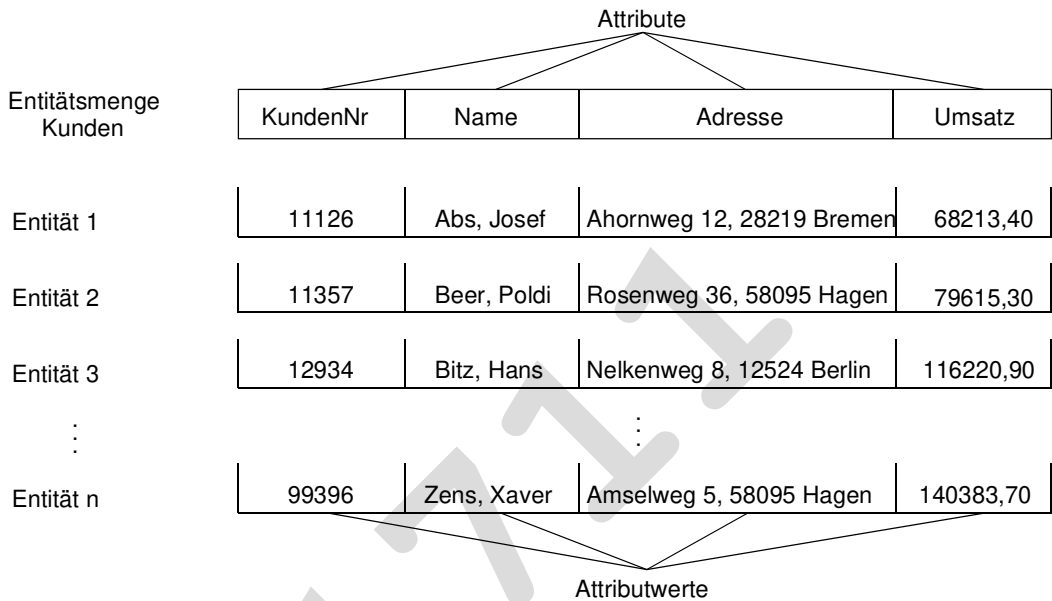 Attribute
Entitätsmenge
Kunden
KundenNr Name Adresse Umsatz
Entität 1 11126 Abs, Josef Ahornweg 12, 28219 Bremen 68213,40
Entität 2 11357 Beer, Poldi Rosenweg 36, 58095 Hagen 79615,30
Entität 3 12934 Bitz, Hans Nelkenweg 8, 12524 Berlin 116220,90
Entität n 99396 Zens, Xaver Amselweg 5, 58095 Hagen 140383,70
Attributwerte